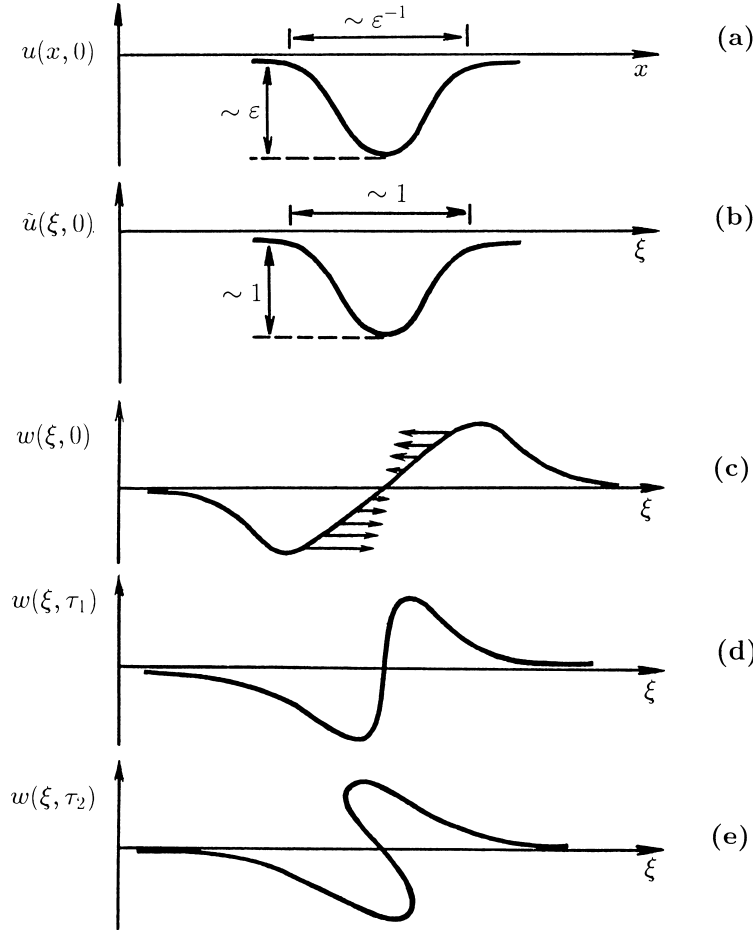 ∼ ε⁻¹
u(x, 0)
x
(a)
∼ ε
∼ 1
ũ(ξ, 0)
ξ
(b)
∼ 1
w(ξ, 0)
ξ
(c)
w(ξ, τ₁)
ξ
(d)
w(ξ, τ₂)
ξ
(e)